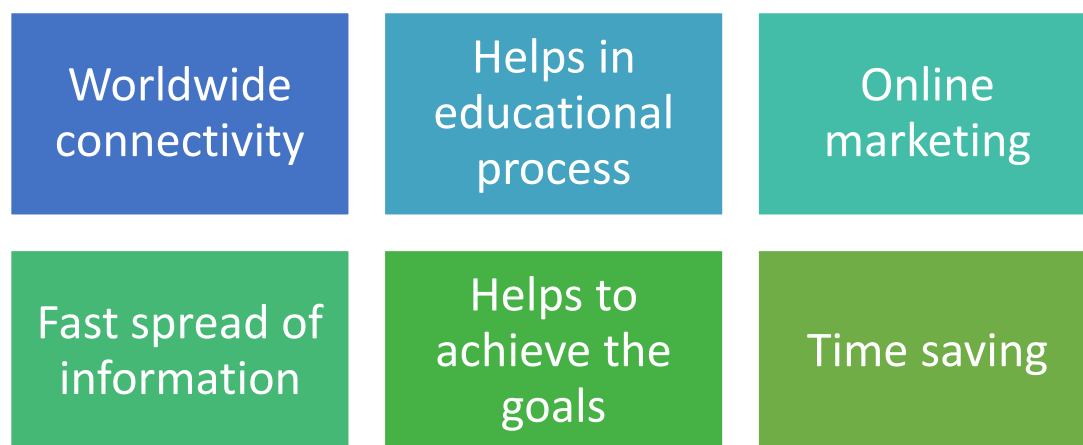 Worldwide
connectivity
Helps in
educational
process
Online
marketing
Fast spread of
information
Helps to
achieve the
goals
Time saving